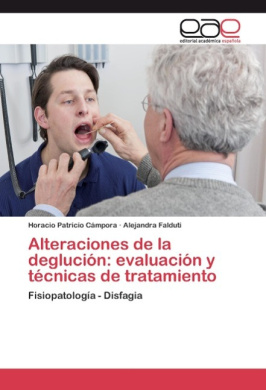 eae
editorial académica española
Horacio Patricio Cámpora · Alejandra Falduti
Alteraciones de la
deglución: evaluación y
técnicas de tratamiento
Fisiopatología - Disfagia